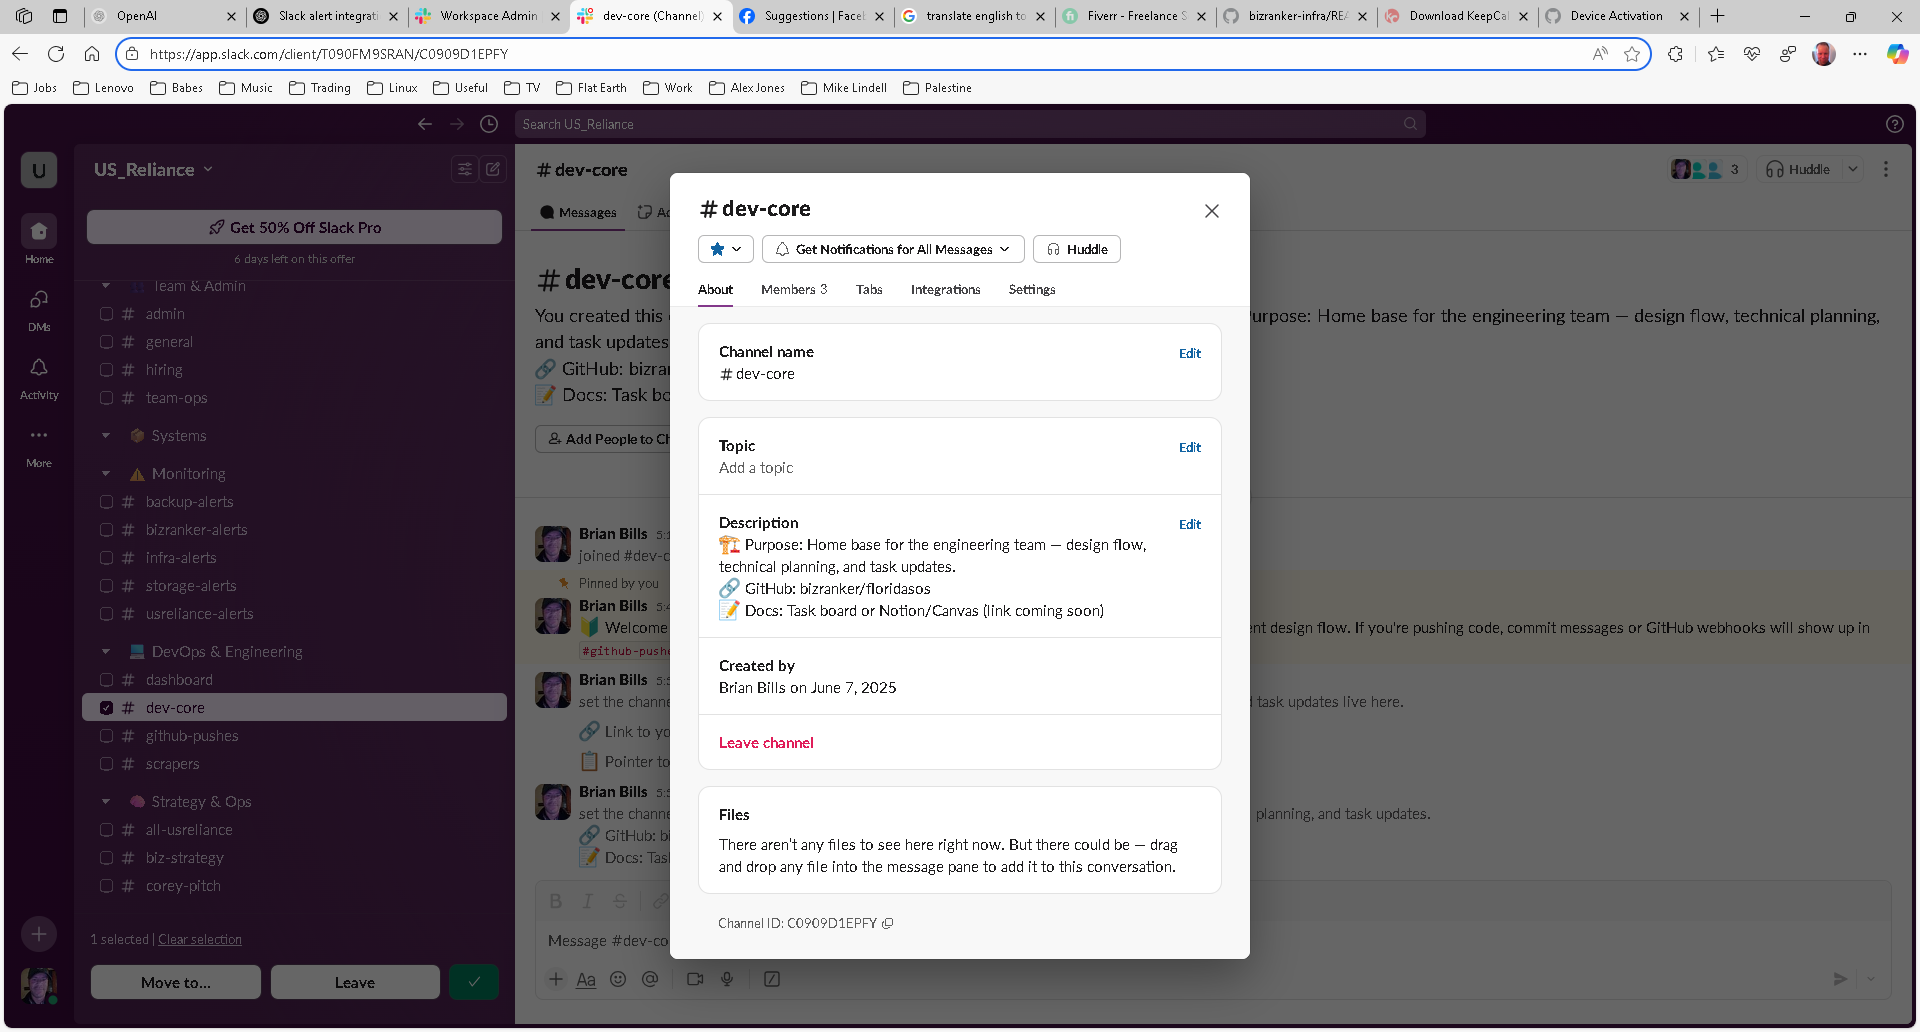 OpenAI
Slack alert integrati
Workspace Admin
dev-core (Channel)
Suggestions | Faceb
translate english to
Fiverr - Freelance S
bizranker-infra/REA
Download KeepCal
Device Activation
https://app.slack.com/client/T090FM9SRAN/C0909D1EPFY
Jobs
Lenovo
Babes
Music
Trading
Linux
Useful
TV
Flat Earth
Work
Alex Jones
Mike Lindell
Palestine
Search US_Reliance
U
Home
DMs
Activity
More
US_Reliance
Get 50% Off Slack Pro
6 days left on this offer
Team & Admin
# admin
# general
# hiring
# team-ops
Systems
Monitoring
# backup-alerts
# bizranker-alerts
# infra-alerts
# storage-alerts
# usreliance-alerts
DevOps & Engineering
# dashboard
# dev-core
# github-pushes
# scrapers
Strategy & Ops
# all-usreliance
# biz-strategy
# corey-pitch
1 selected | Clear selection
Move to...
Leave
# dev-core
3
Huddle
Messages
# dev-core
You created this
urpose: Home base for the engineering team — design flow, technical planning,
and task updates
🔗 GitHub: bizra
📝 Docs: Task bo
Add People to Ch
Brian Bills
joined #dev-c
Pinned by you
Brian Bills
🔰 Welcome
nt design flow. If you're pushing code, commit messages or GitHub webhooks will show up in
#github-pushe
Brian Bills
set the channe
task updates live here.
🔗 Link to yo
📋 Pointer to
Brian Bills
set the channe
planning, and task updates.
🔗 GitHub: bi
📝 Docs: Tas
Message #dev-co
# dev-core
Get Notifications for All Messages
Huddle
About
Members 3
Tabs
Integrations
Settings
Channel name
Edit
# dev-core
Topic
Edit
Add a topic
Description
Edit
🏗️ Purpose: Home base for the engineering team — design flow,
technical planning, and task updates.
🔗 GitHub: bizranker/floridasos
📝 Docs: Task board or Notion/Canvas (link coming soon)
Created by
Brian Bills on June 7, 2025
Leave channel
Files
There aren't any files to see here right now. But there could be — drag
and drop any file into the message pane to add it to this conversation.
Channel ID: C0909D1EPFY